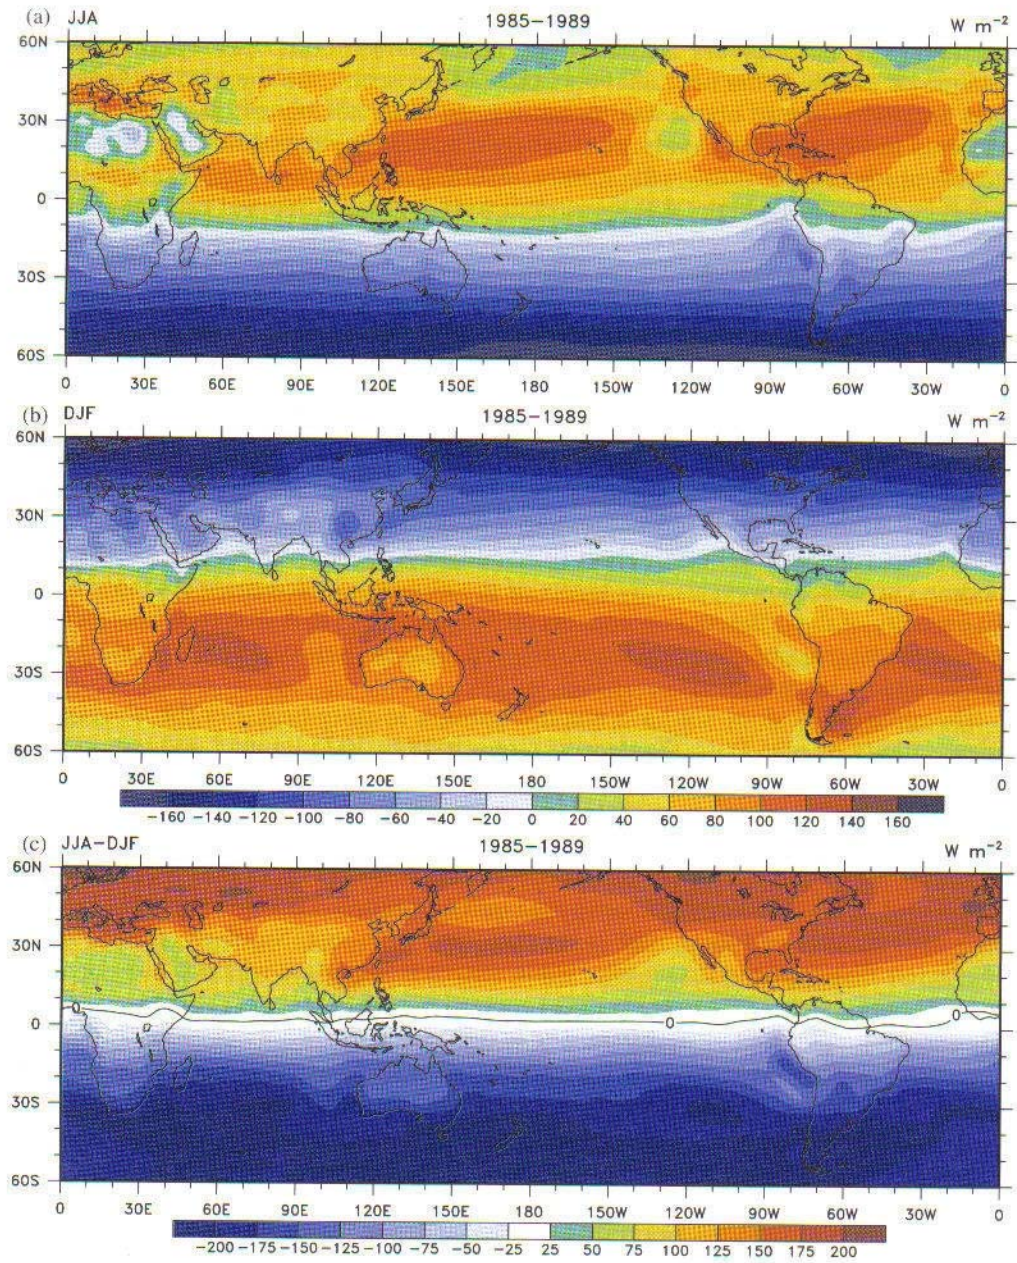 (a) JJA 1985-1989 W m-2
60N
30N
0
30S
60S
0 30E 60E 90E 120E 150E 180 150W 120W 90W 60W 30W 0
(b) DJF 1985-1989 W m-2
60N
30N
0
30S
60S
0 30E 60E 90E 120E 150E 180 150W 120W 90W 60W 30W 0
-160 -140 -120 -100 -80 -60 -40 -20 0 20 40 60 80 100 120 140 160
(c) JJA-DJF 1985-1989 W m-2
60N
30N
0 0 0 0
30S
60S
0 30E 60E 90E 120E 150E 180 150W 120W 90W 60W 30W 0
-200 -175 -150 -125 -100 -75 -50 -25 25 50 75 100 125 150 175 200